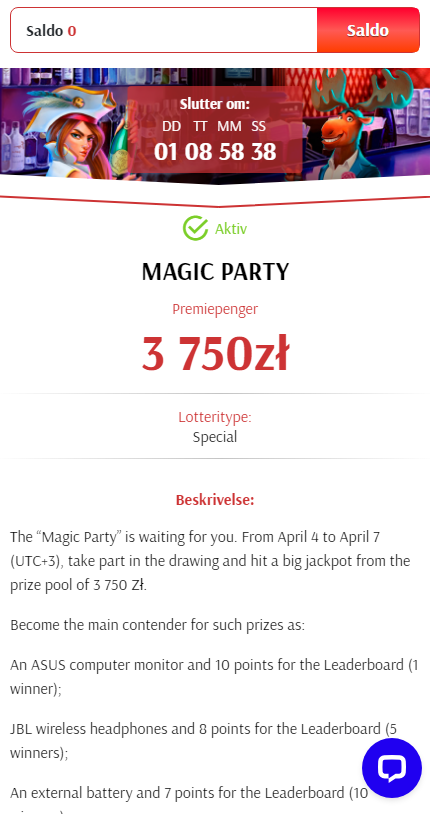 Saldo 0
Saldo
Slutter om:
DD TT MM SS
01 08 58 38
Aktiv
MAGIC PARTY
Premiepenger
3 750zł
Lotteritype:
Special
Beskrivelse:
The “Magic Party” is waiting for you. From April 4 to April 7
(UTC+3), take part in the drawing and hit a big jackpot from the
prize pool of 3 750 Zł.
Become the main contender for such prizes as:
An ASUS computer monitor and 10 points for the Leaderboard (1
winner);
JBL wireless headphones and 8 points for the Leaderboard (5
winners);
An external battery and 7 points for the Leaderboard (10